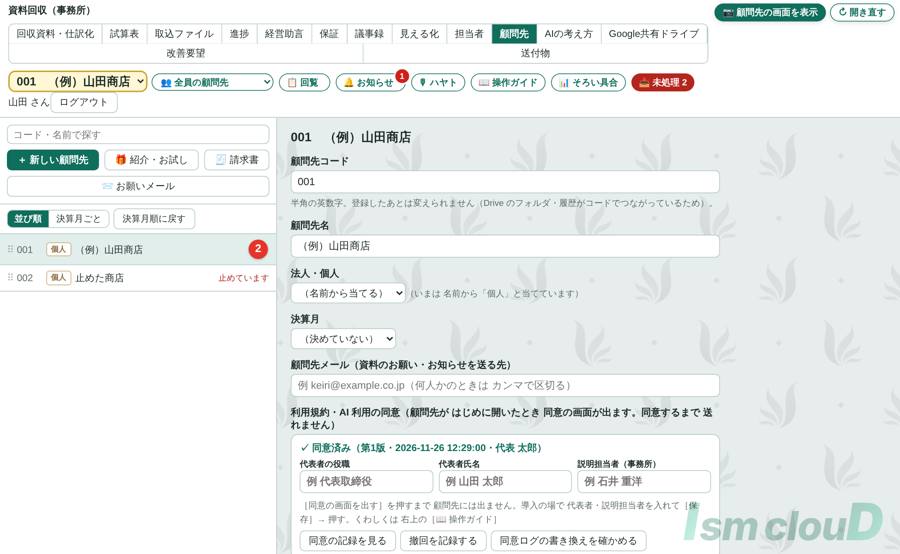 資料回収（事務所）
📷 顧問先の画面を表示
↻ 開き直す
回収資料・仕訳化 試算表 取込ファイル 進捗 経営助言 保証 議事録 見える化 担当者 顧問先 AIの考え方 Google共有ドライブ
改善要望 送付物
001 （例）山田商店
👥 全員の顧問先
📋 回覧
🔔 お知らせ 1
🎙 ハヤト
📖 操作ガイド
📊 そろい具合
📥 未処理 2
山田 さん ログアウト
コード・名前で探す
＋ 新しい顧問先 🎁 紹介・お試し 🧾 請求書
📨 お願いメール
並び順 決算月ごと 決算月順に戻す
001 個人 （例）山田商店 2
002 個人 止めた商店 止めています
001 （例）山田商店
顧問先コード
001
半角の英数字。登録したあとは変えられません（Drive のフォルダ・履歴がコードでつながっているため）。
顧問先名
（例）山田商店
法人・個人
（名前から当てる） （いまは 名前から「個人」と当てています）
決算月
（決めていない）
顧問先メール（資料のお願い・お知らせを送る先）
例 keiri@example.co.jp（何人かのときは カンマで区切る）
利用規約・AI 利用の同意（顧問先が はじめに開いたとき 同意の画面が出ます。同意するまで 送
れません）
✓ 同意済み（第1版・2026-11-26 12:29:00・代表 太郎）
代表者の役職 代表者氏名 説明担当者（事務所）
例 代表取締役 例 山田 太郎 例 石井 重洋
［同意の画面を出す］を押すまで 顧問先には出ません。導入の場で 代表者・説明担当者を入れて［保
存］→ 押す。くわしくは 右上の［📖 操作ガイド］
同意の記録を見る 撤回を記録する 同意ログの書き換えを確かめる
Ism clouD